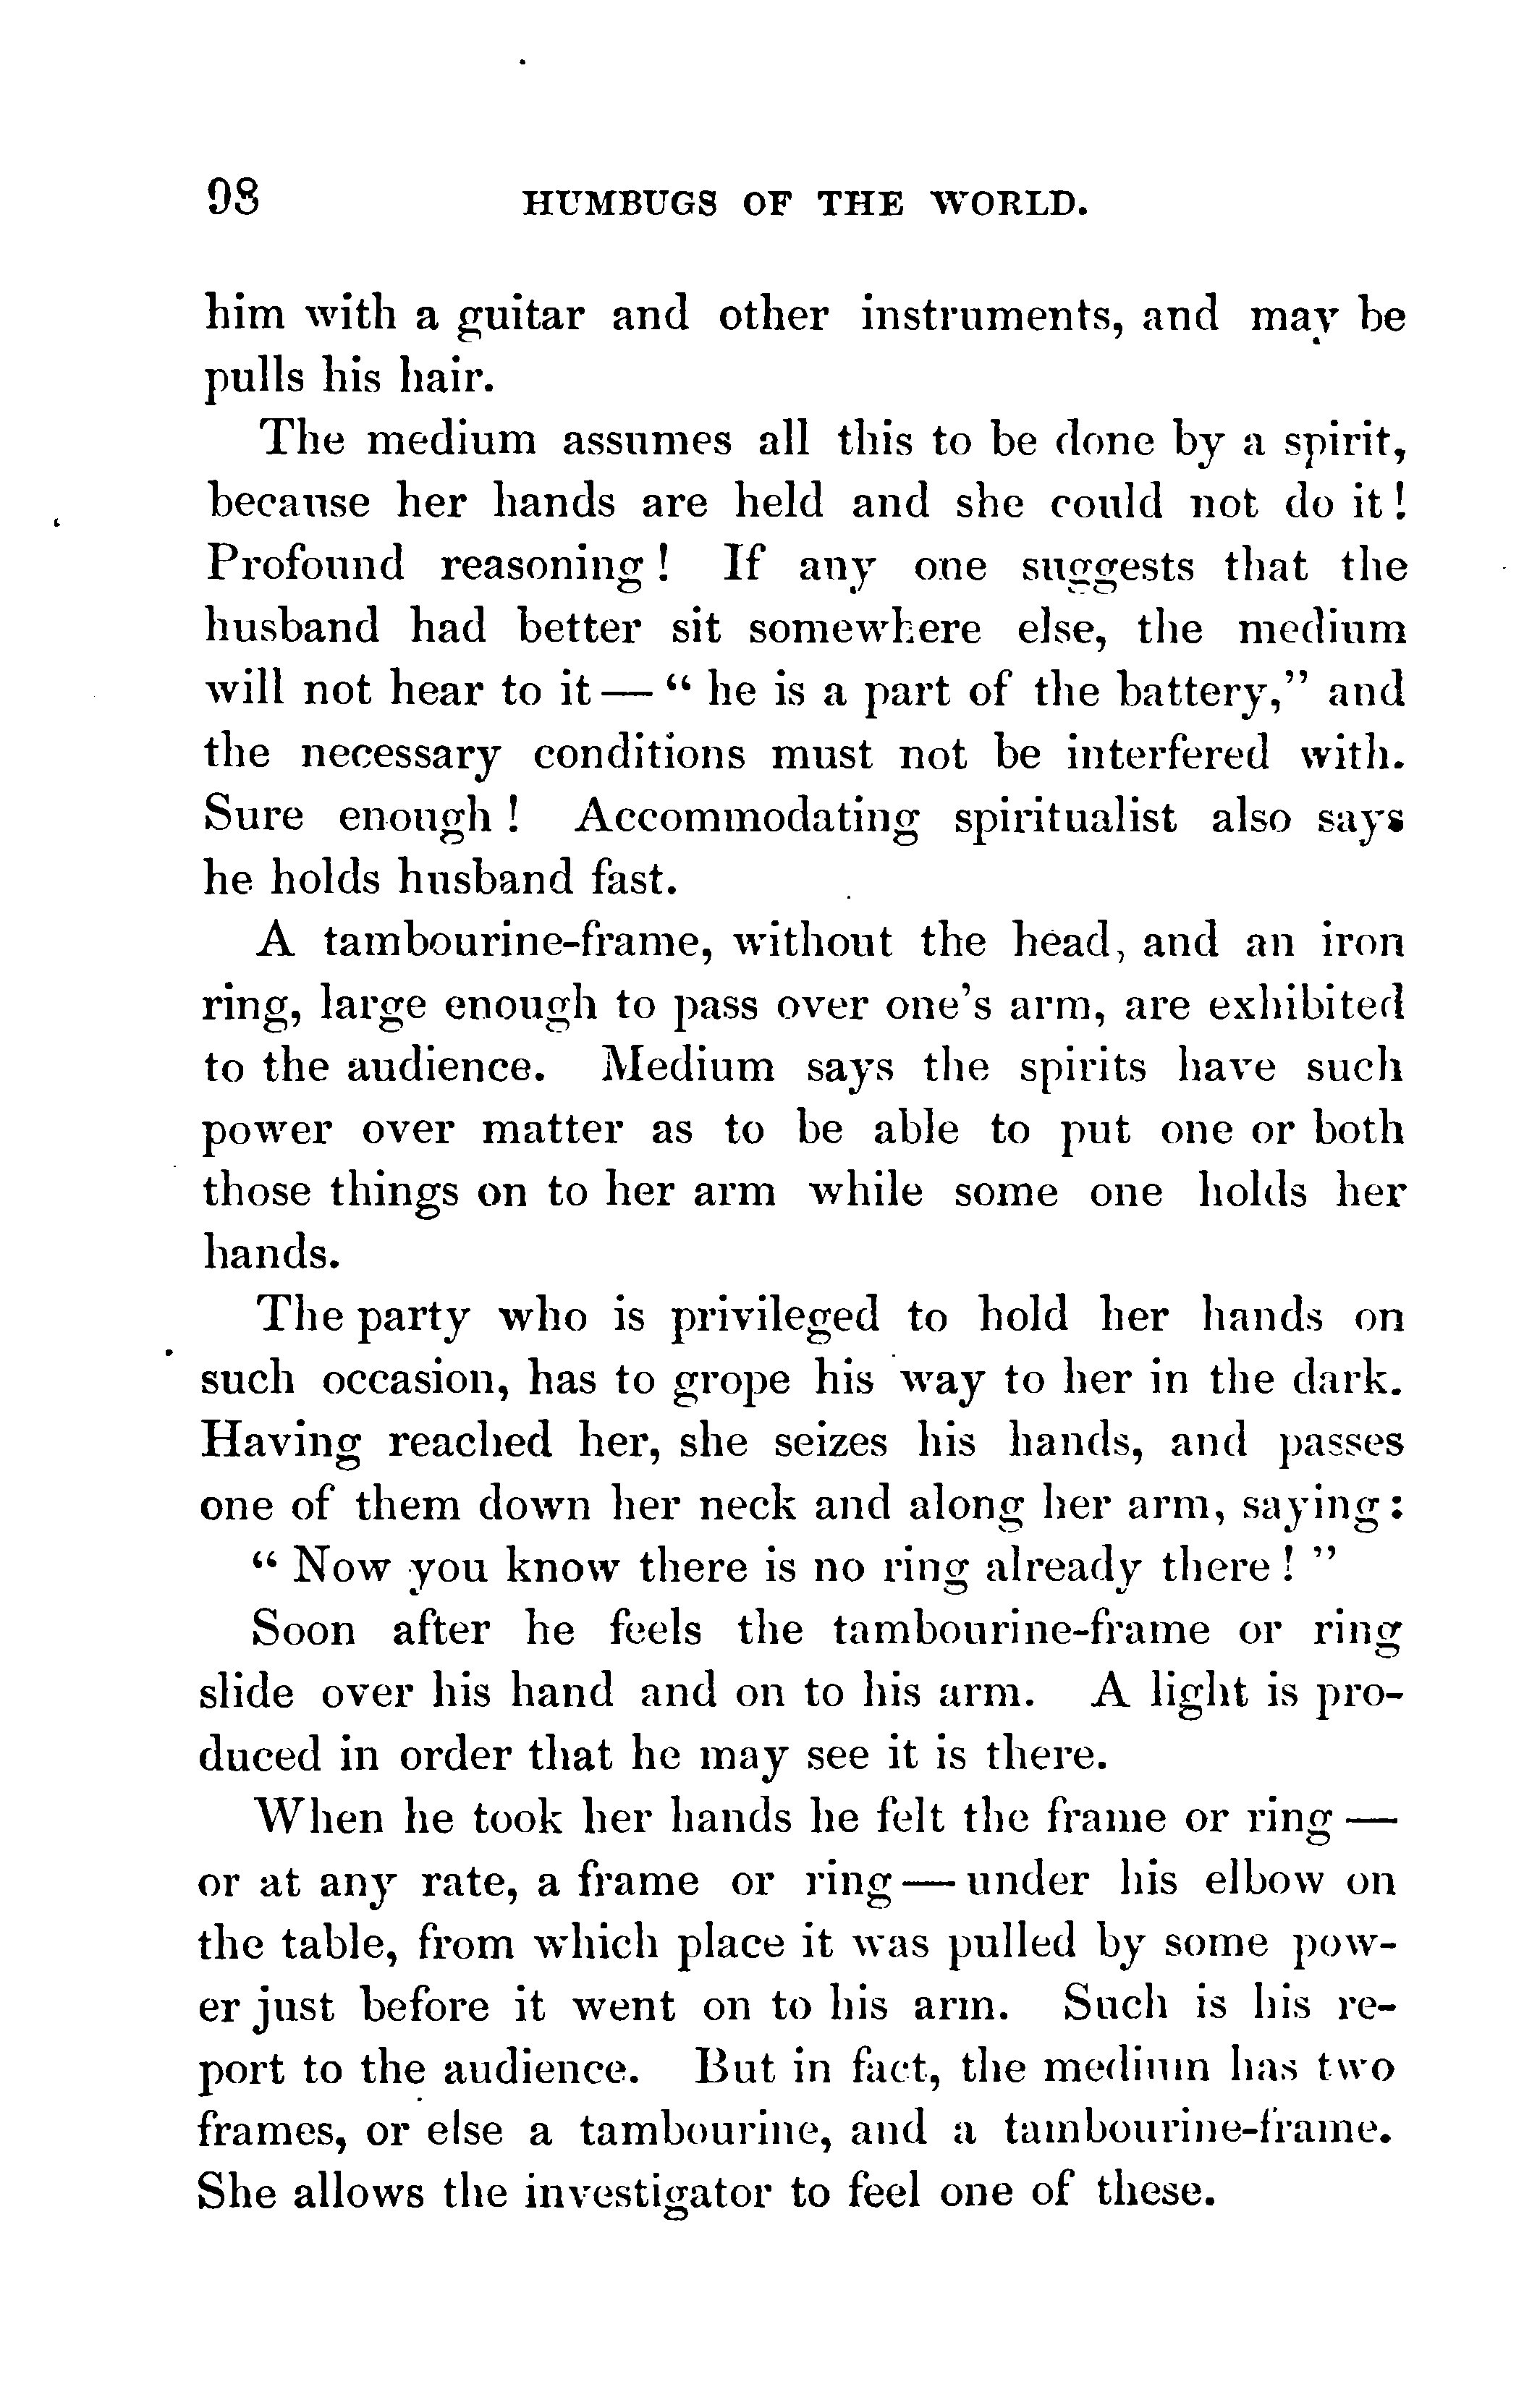 98 HUMBUGS OF THE WORLD.
him with a guitar and other instruments, and may be
pulls his hair.
The medium assumes all this to be done by a spirit,
because her hands are held and she could not do it!
Profound reasoning! If any one suggests that the
husband had better sit somewhere else, the medium
will not hear to it — “ he is a part of the battery,” and
the necessary conditions must not be interfered with.
Sure enough! Accommodating spiritualist also says
he holds husband fast.
A tambourine-frame, without the head, and an iron
ring, large enough to pass over one’s arm, are exhibited
to the audience. Medium says the spirits have such
power over matter as to be able to put one or both
those things on to her arm while some one holds her
hands.
The party who is privileged to hold her hands on
such occasion, has to grope his way to her in the dark.
Having reached her, she seizes his hands, and passes
one of them down her neck and along her arm, saying:
“ Now you know there is no ring already there! ”
Soon after he feels the tambourine-frame or ring
slide over his hand and on to his arm. A light is pro-
duced in order that he may see it is there.
When he took her hands he felt the frame or ring —
or at any rate, a frame or ring — under his elbow on
the table, from which place it was pulled by some pow-
er just before it went on to his arm. Such is his re-
port to the audience. But in fact, the medium has two
frames, or else a tambourine, and a tambourine-frame.
She allows the investigator to feel one of these.